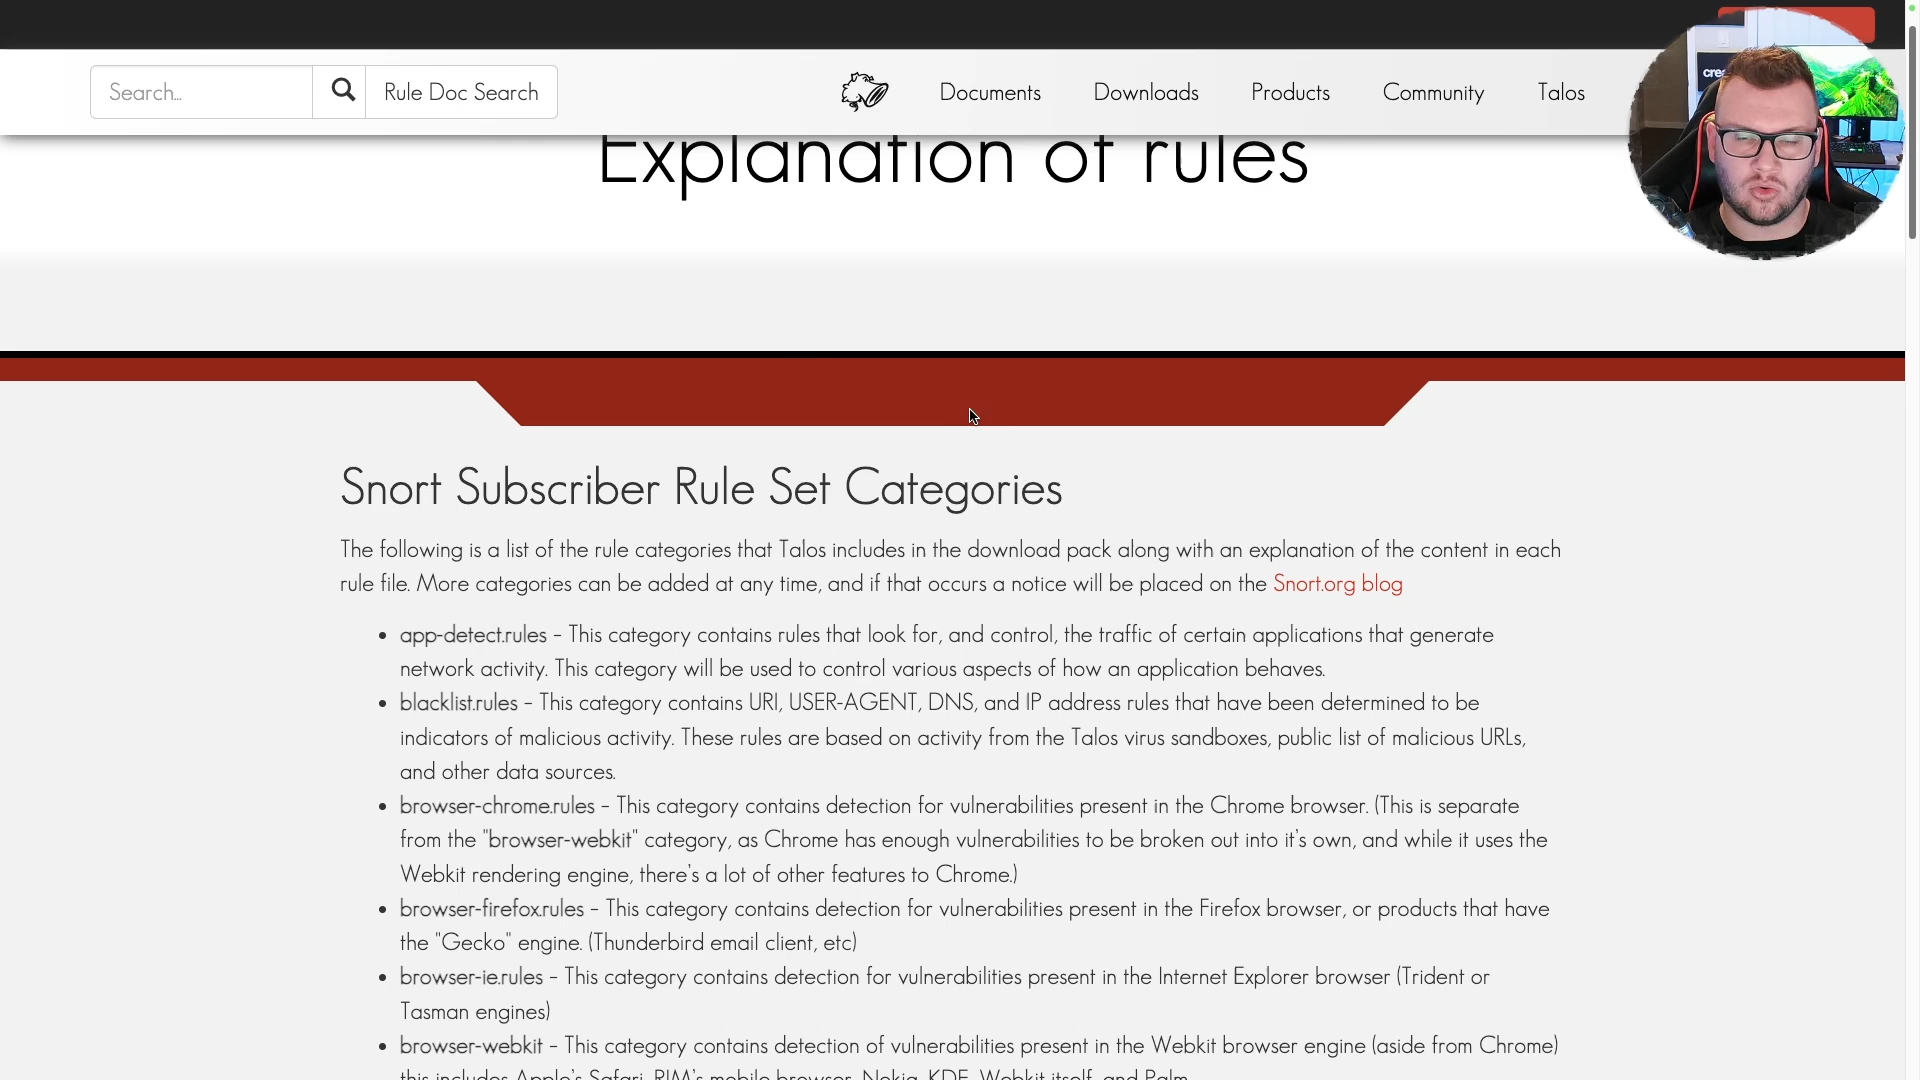 Search...
Rule Doc Search
Documents
Downloads
Products
Community
Talos
Explanation of rules
Snort Subscriber Rule Set Categories
The following is a list of the rule categories that Talos includes in the download pack along with an explanation of the content in each
rule file. More categories can be added at any time, and if that occurs a notice will be placed on the Snort.org blog
app-detect.rules – This category contains rules that look for, and control, the traffic of certain applications that generate
network activity. This category will be used to control various aspects of how an application behaves.
blacklist.rules – This category contains URI, USER-AGENT, DNS, and IP address rules that have been determined to be
indicators of malicious activity. These rules are based on activity from the Talos virus sandboxes, public list of malicious URLs,
and other data sources.
browser-chrome.rules – This category contains detection for vulnerabilities present in the Chrome browser. (This is separate
from the "browser-webkit" category, as Chrome has enough vulnerabilities to be broken out into it's own, and while it uses the
Webkit rendering engine, there's a lot of other features to Chrome.)
browser-firefox.rules – This category contains detection for vulnerabilities present in the Firefox browser, or products that have
the "Gecko" engine. (Thunderbird email client, etc)
browser-ie.rules – This category contains detection for vulnerabilities present in the Internet Explorer browser (Trident or
Tasman engines)
browser-webkit – This category contains detection of vulnerabilities present in the Webkit browser engine (aside from Chrome)
this includes Apple's Safari, RIM's mobile browser, Nokia, KDE, Webkit itself, and Palm.